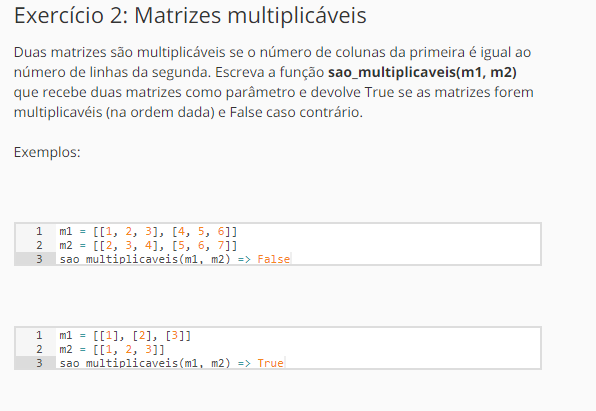 Exercício 2: Matrizes multiplicáveis
Duas matrizes são multiplicáveis se o número de colunas da primeira é igual ao
número de linhas da segunda. Escreva a função sao_multiplicaveis(m1, m2)
que recebe duas matrizes como parâmetro e devolve True se as matrizes forem
multiplicavéis (na ordem dada) e False caso contrário.
Exemplos:
1 m1 = [[1, 2, 3], [4, 5, 6]]
2 m2 = [[2, 3, 4], [5, 6, 7]]
3 sao_multiplicaveis(m1, m2) => False
1 m1 = [[1], [2], [3]]
2 m2 = [[1, 2, 3]]
3 sao_multiplicaveis(m1, m2) => True